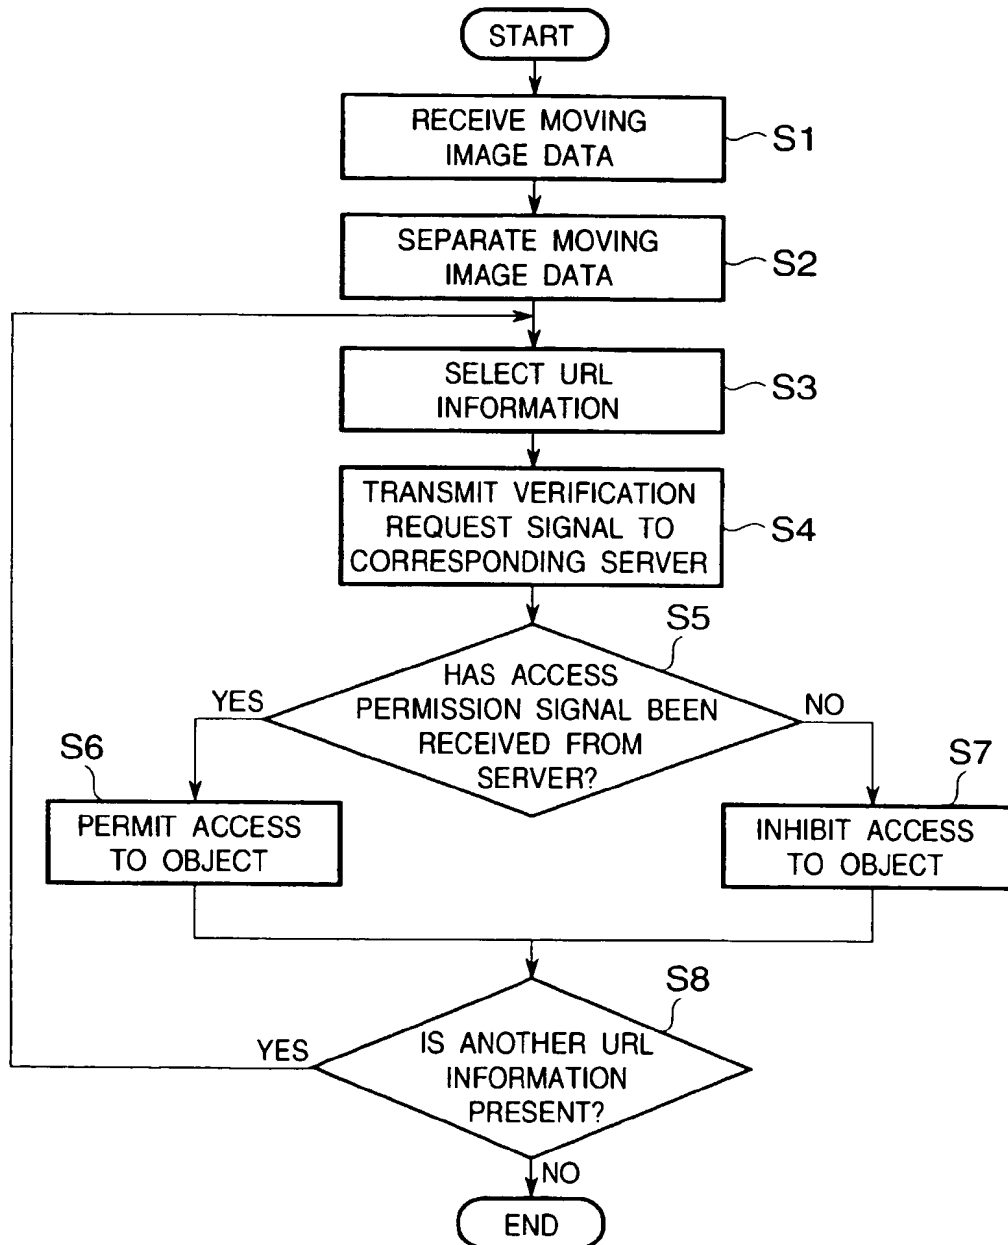 START
RECEIVE MOVING
IMAGE DATA
S1
SEPARATE MOVING
IMAGE DATA
S2
SELECT URL
INFORMATION
S3
TRANSMIT VERIFICATION
REQUEST SIGNAL TO
CORRESPONDING SERVER
S4
S5
HAS ACCESS
PERMISSION SIGNAL BEEN
RECEIVED FROM
SERVER?
YES
NO
S6
PERMIT ACCESS
TO OBJECT
S7
INHIBIT ACCESS
TO OBJECT
S8
IS ANOTHER URL
INFORMATION
PRESENT?
YES
NO
END